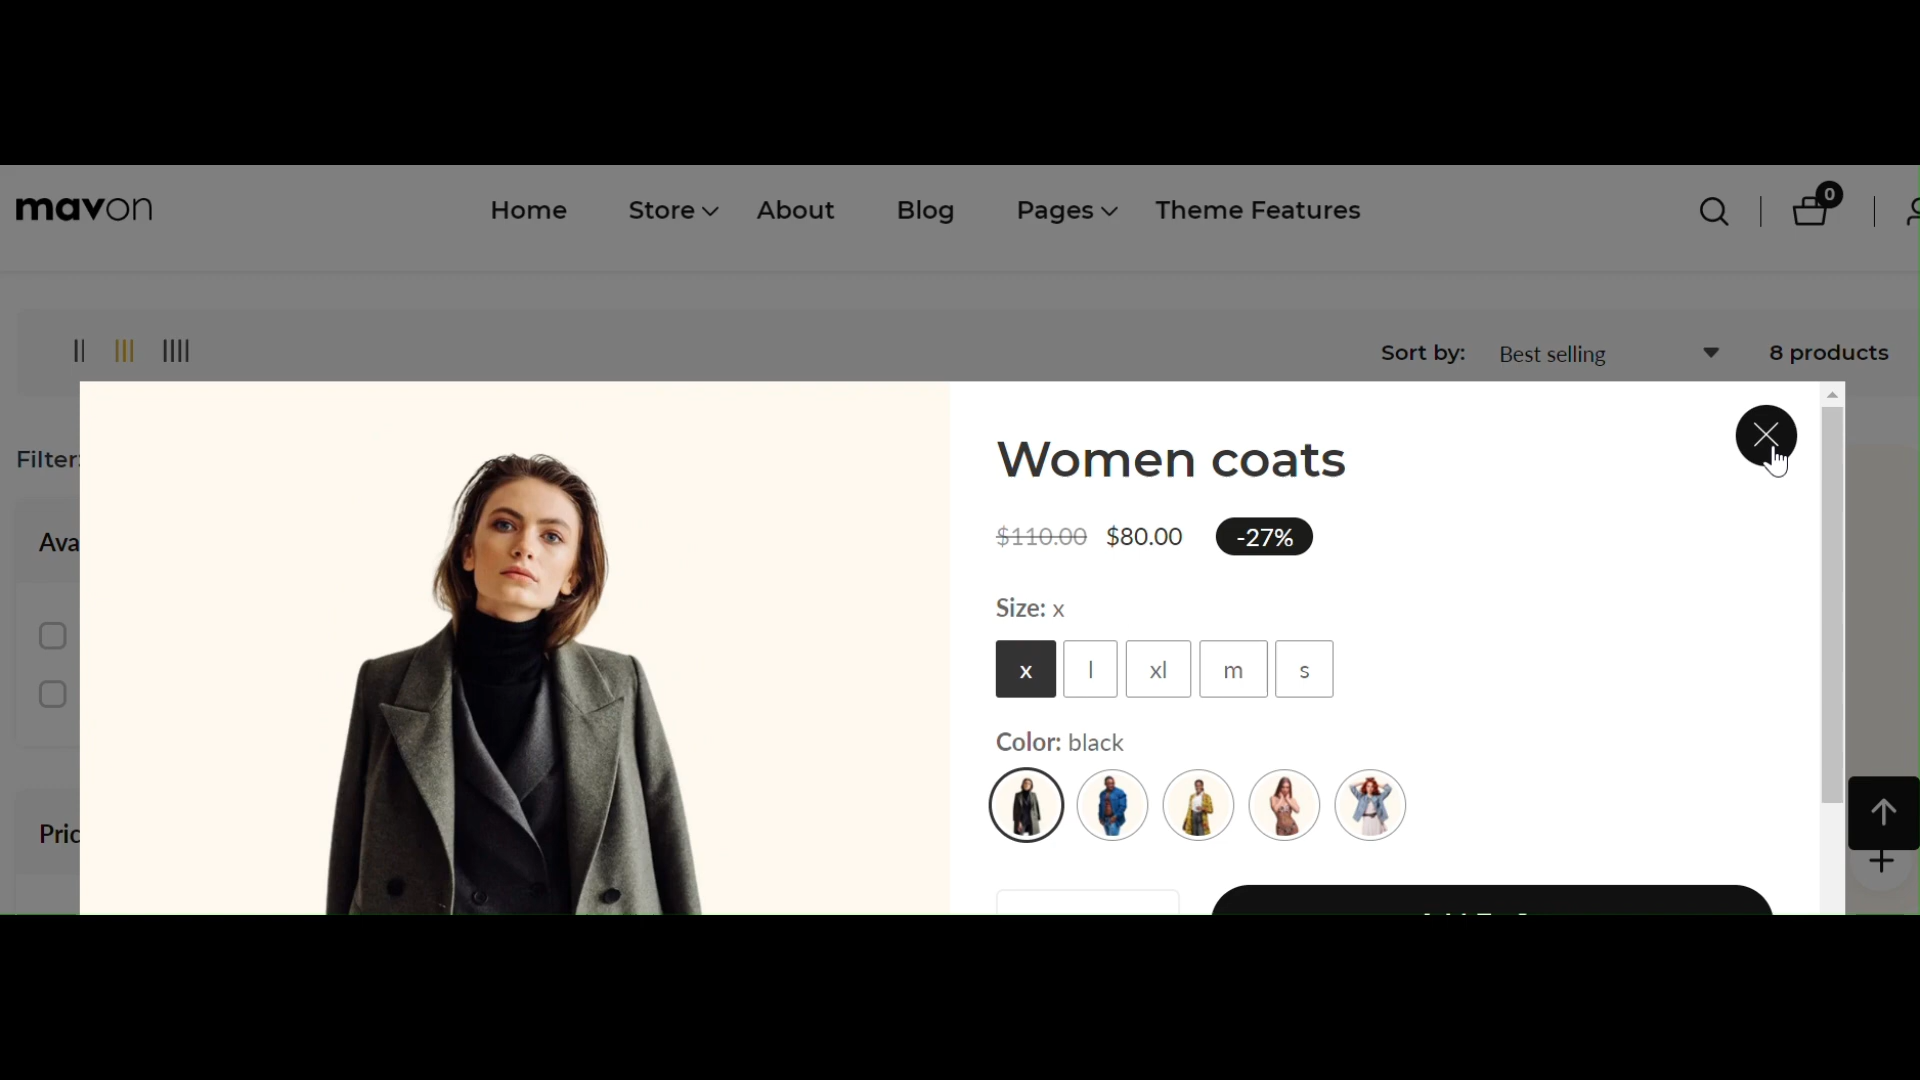 mavon
Home Store About Blog Pages Theme Features
0
Sort by: Best selling 8 products
Filter:
Women coats
$110.00 $80.00 -27%
Ava
Size: x
x l xl m s
Color: black